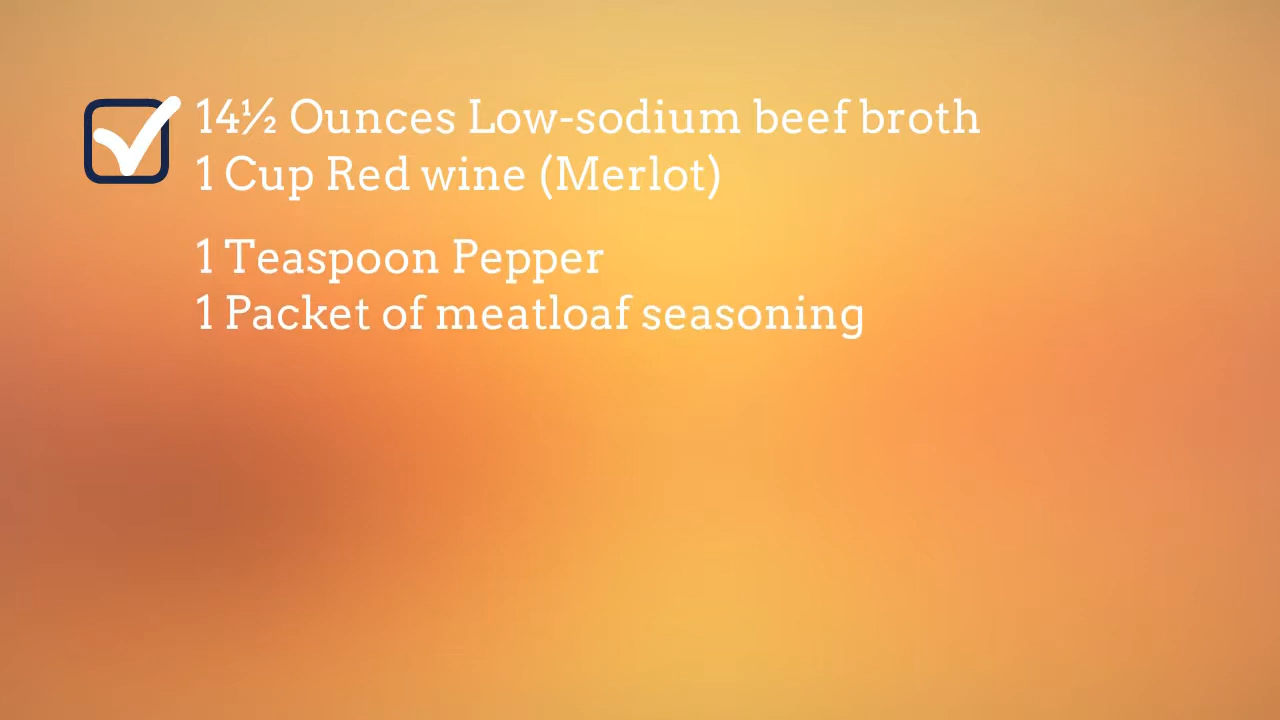 14½ Ounces Low-sodium beef broth
1 Cup Red wine (Merlot)
1 Teaspoon Pepper
1 Packet of meatloaf seasoning